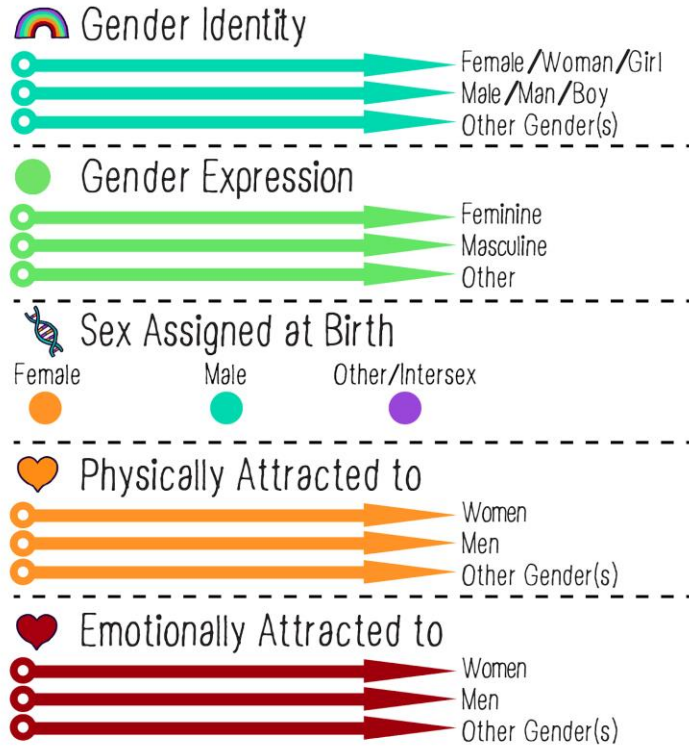 Gender Identity
Female/Woman/Girl
Male/Man/Boy
Other Gender(s)
Gender Expression
Feminine
Masculine
Other
Sex Assigned at Birth
Female Male Other/Intersex
Physically Attracted to
Women
Men
Other Gender(s)
Emotionally Attracted to
Women
Men
Other Gender(s)